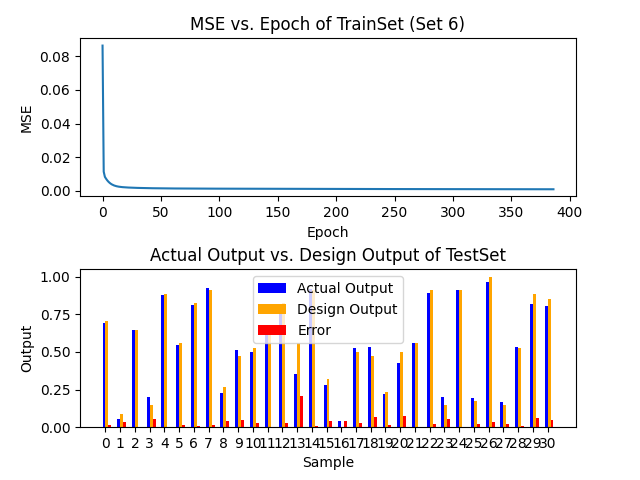 MSE vs. Epoch of TrainSet (Set 6)
MSE
0.08
0.06
0.04
0.02
0.00
0 50 100 150 200 250 300 350 400
Epoch
Actual Output vs. Design Output of TestSet
Output
1.00
0.75
0.50
0.25
0.00
Actual Output
Design Output
Error
0 1 2 3 4 5 6 7 8 9 10 11 12 13 14 15 16 17 18 19 20 21 22 23 24 25 26 27 28 29 30
Sample